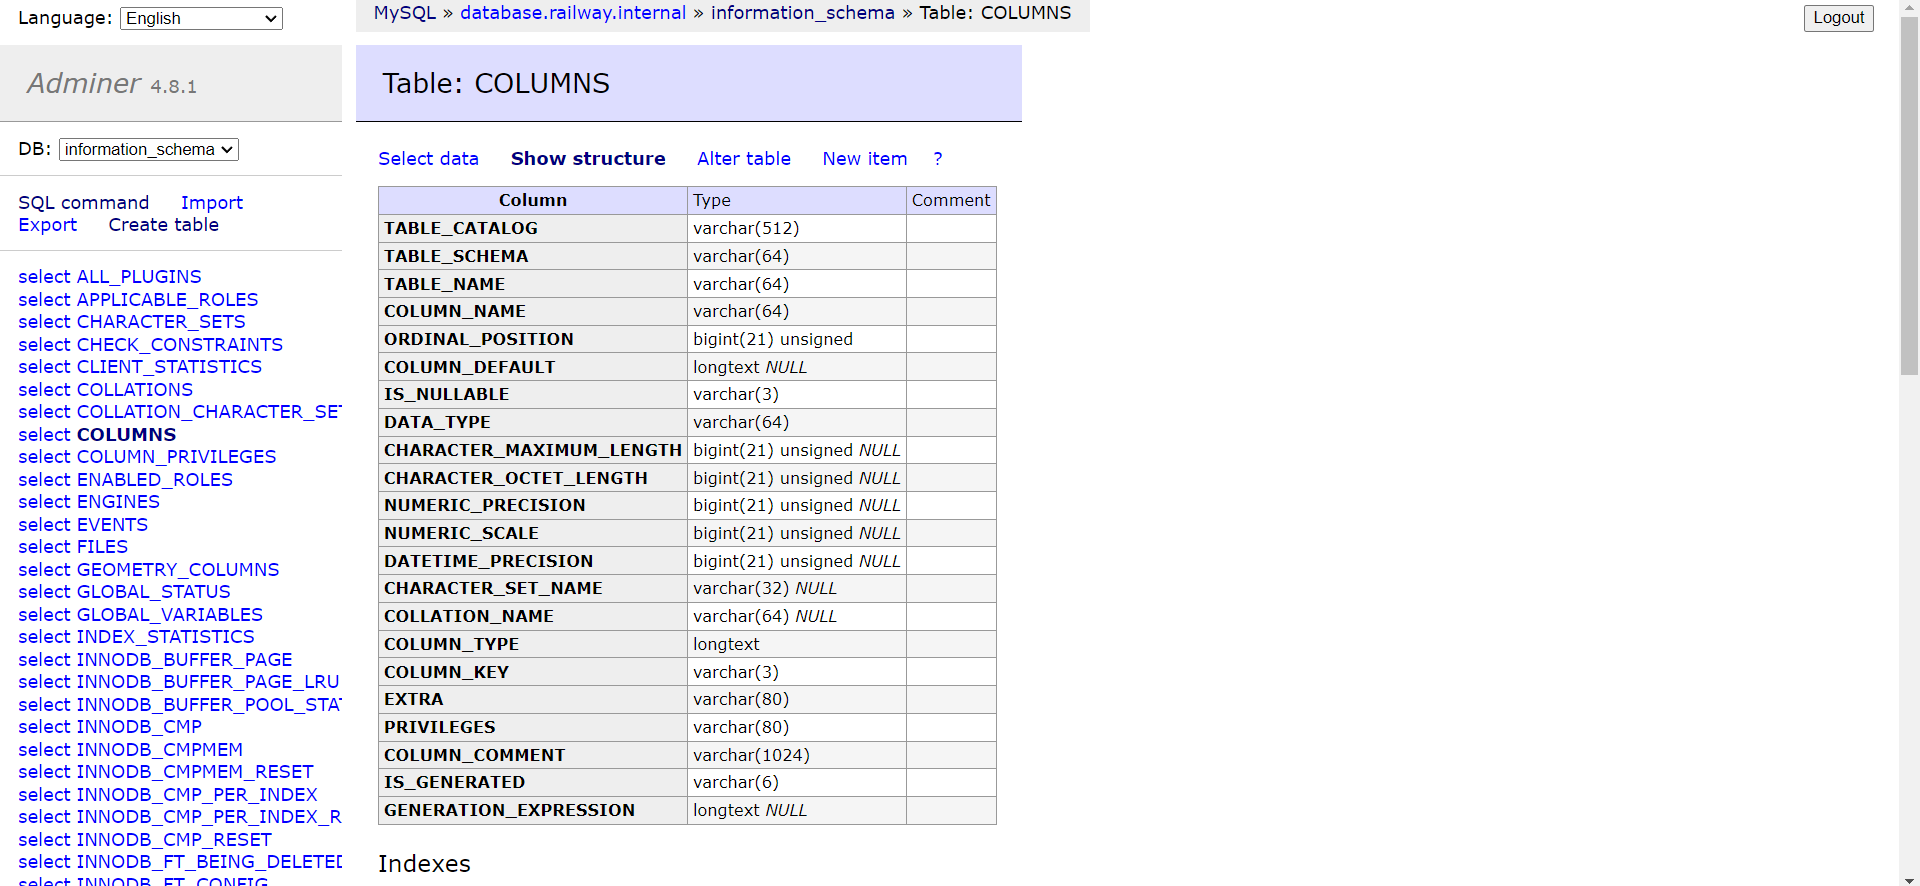 Language: English
MySQL » database.railway.internal » information_schema » Table: COLUMNS
Logout
Adminer 4.8.1
DB: information_schema
SQL command Import
Export Create table
select ALL_PLUGINS
select APPLICABLE_ROLES
select CHARACTER_SETS
select CHECK_CONSTRAINTS
select CLIENT_STATISTICS
select COLLATIONS
select COLLATION_CHARACTER_SET
select COLUMNS
select COLUMN_PRIVILEGES
select ENABLED_ROLES
select ENGINES
select EVENTS
select FILES
select GEOMETRY_COLUMNS
select GLOBAL_STATUS
select GLOBAL_VARIABLES
select INDEX_STATISTICS
select INNODB_BUFFER_PAGE
select INNODB_BUFFER_PAGE_LRU
select INNODB_BUFFER_POOL_STAT
select INNODB_CMP
select INNODB_CMPMEM
select INNODB_CMPMEM_RESET
select INNODB_CMP_PER_INDEX
select INNODB_CMP_PER_INDEX_R
select INNODB_CMP_RESET
select INNODB_FT_BEING_DELETED
select INNODB_FT_CONFIG
Table: COLUMNS
Select data Show structure Alter table New item ?
Column Type Comment
TABLE_CATALOG varchar(512)
TABLE_SCHEMA varchar(64)
TABLE_NAME varchar(64)
COLUMN_NAME varchar(64)
ORDINAL_POSITION bigint(21) unsigned
COLUMN_DEFAULT longtext NULL
IS_NULLABLE varchar(3)
DATA_TYPE varchar(64)
CHARACTER_MAXIMUM_LENGTH bigint(21) unsigned NULL
CHARACTER_OCTET_LENGTH bigint(21) unsigned NULL
NUMERIC_PRECISION bigint(21) unsigned NULL
NUMERIC_SCALE bigint(21) unsigned NULL
DATETIME_PRECISION bigint(21) unsigned NULL
CHARACTER_SET_NAME varchar(32) NULL
COLLATION_NAME varchar(64) NULL
COLUMN_TYPE longtext
COLUMN_KEY varchar(3)
EXTRA varchar(80)
PRIVILEGES varchar(80)
COLUMN_COMMENT varchar(1024)
IS_GENERATED varchar(6)
GENERATION_EXPRESSION longtext NULL
Indexes